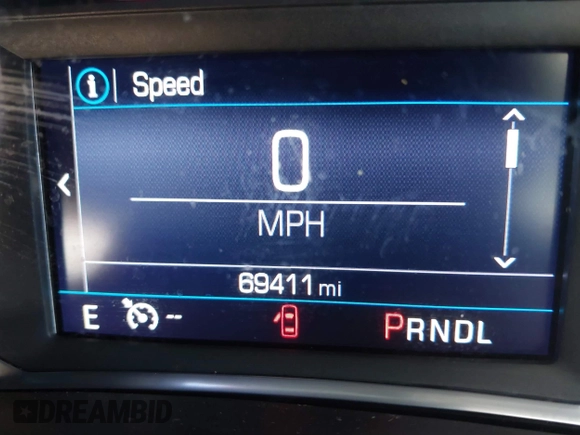 i Speed
0
MPH
69411 mi
E -- PRNDL
DREAMBID